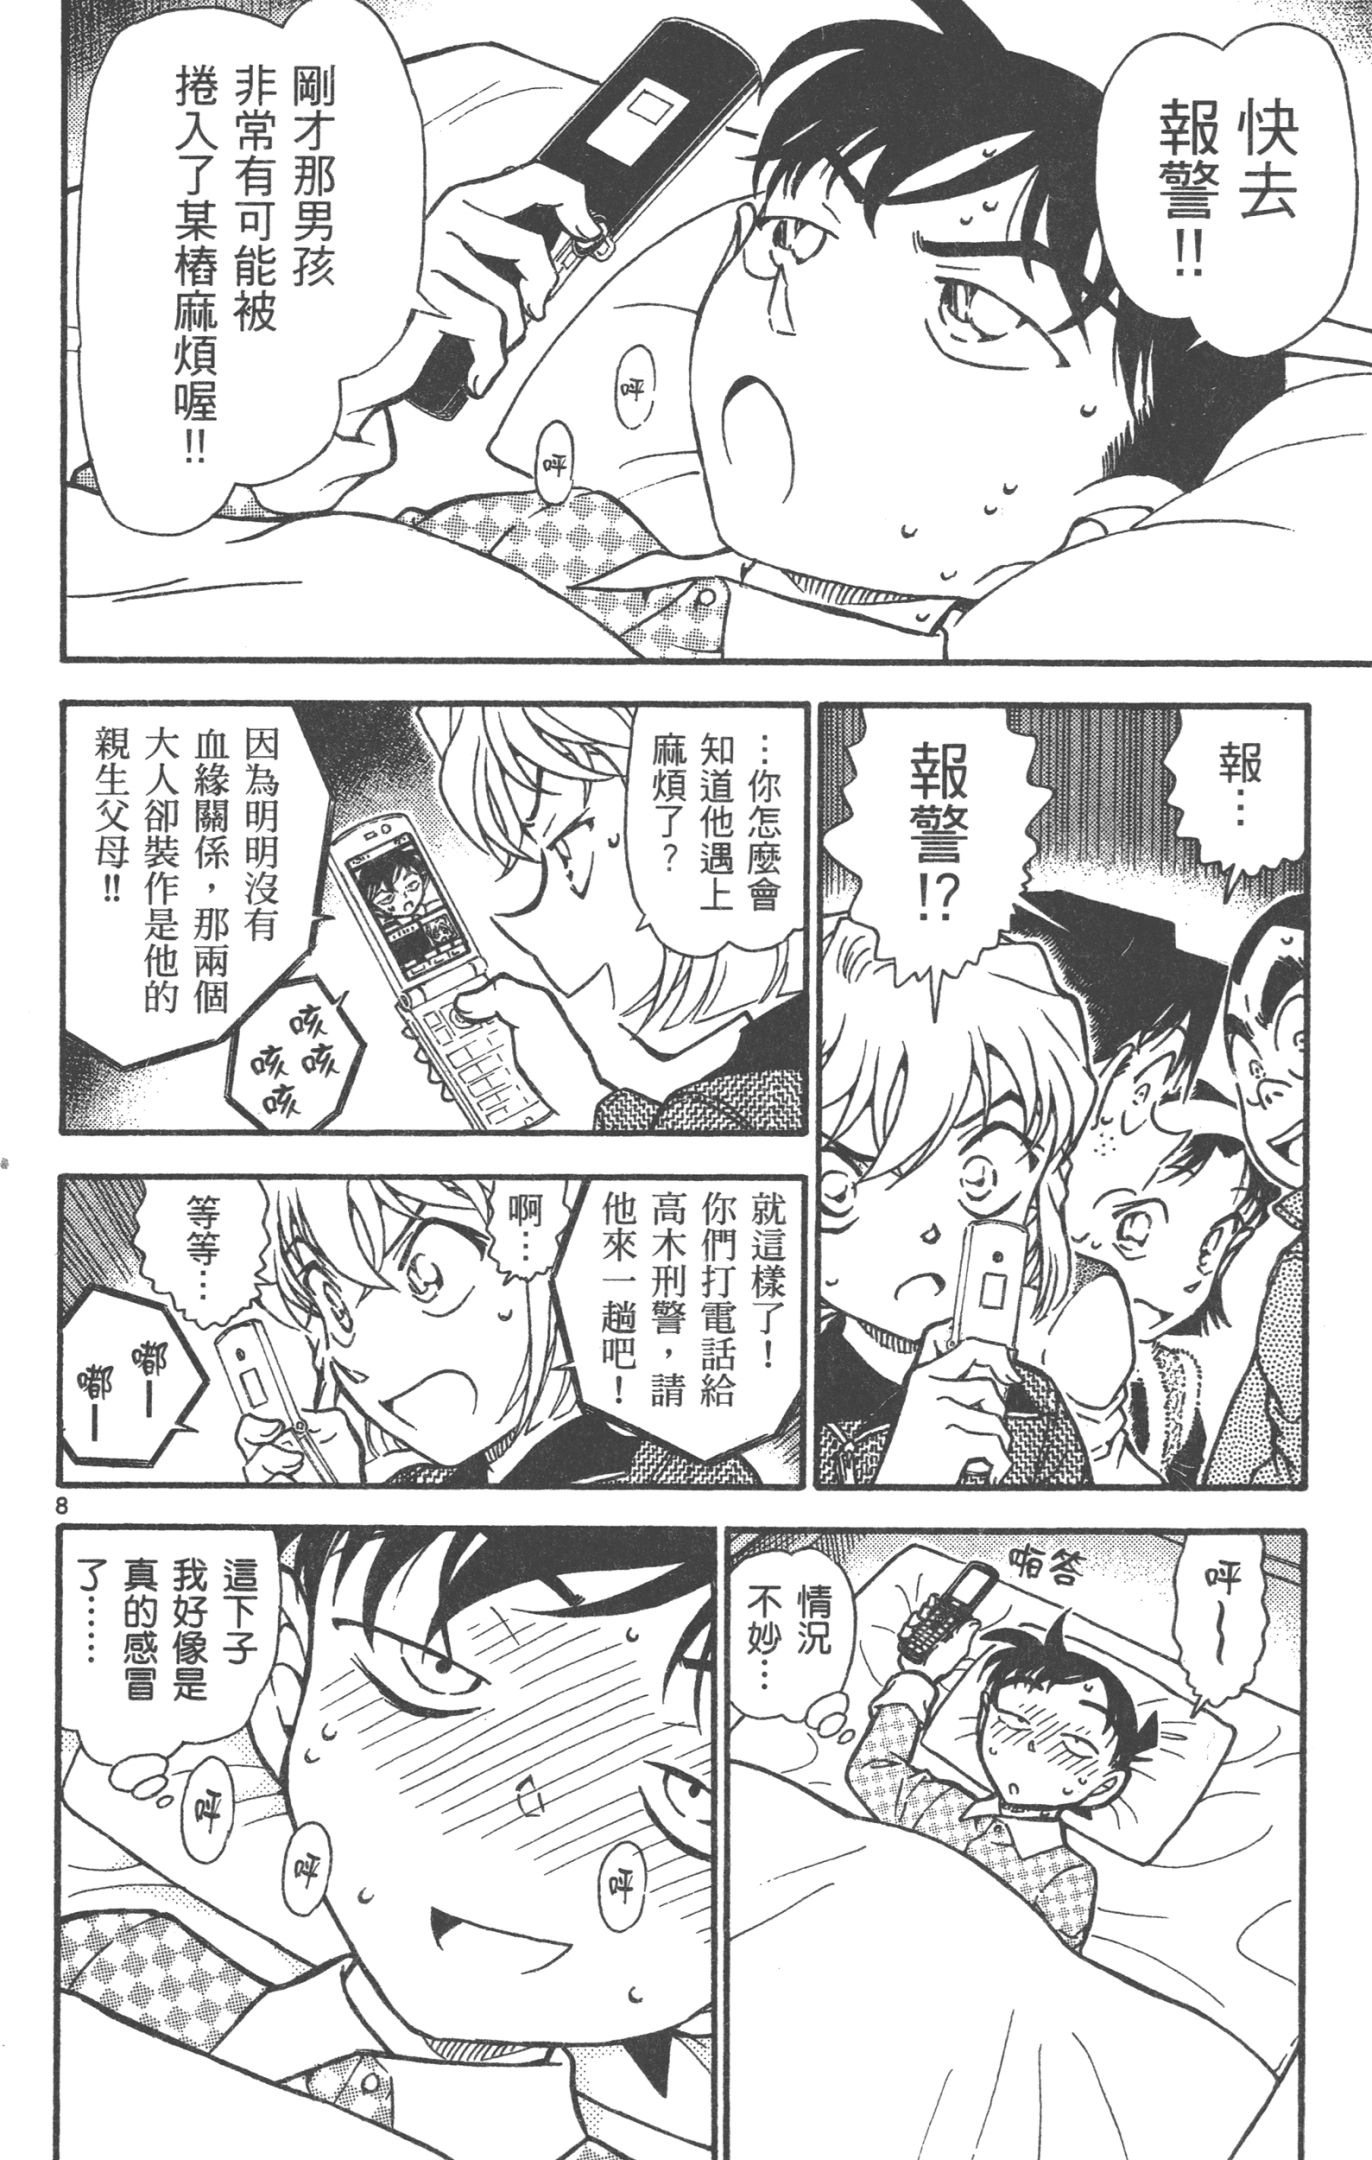 快去
報警!!
剛才那男孩
非常有可能被
捲入了某樁麻煩喔!!
呼
呼
報…
報警!?
…你怎麼會
知道他遇上
麻煩了?
因為明明沒有
血緣關係,那兩個
大人卻裝作是他的
親生父母!!
咳
咳咳
咳
就這樣了!
你們打電話給
高木刑警,請
他來一趟吧!
啊…
等等…
嘟ー
嘟ー
8
呼~
答
情況
不妙…
這下子
我好像是
真的感冒
了……
呼
呼
呼